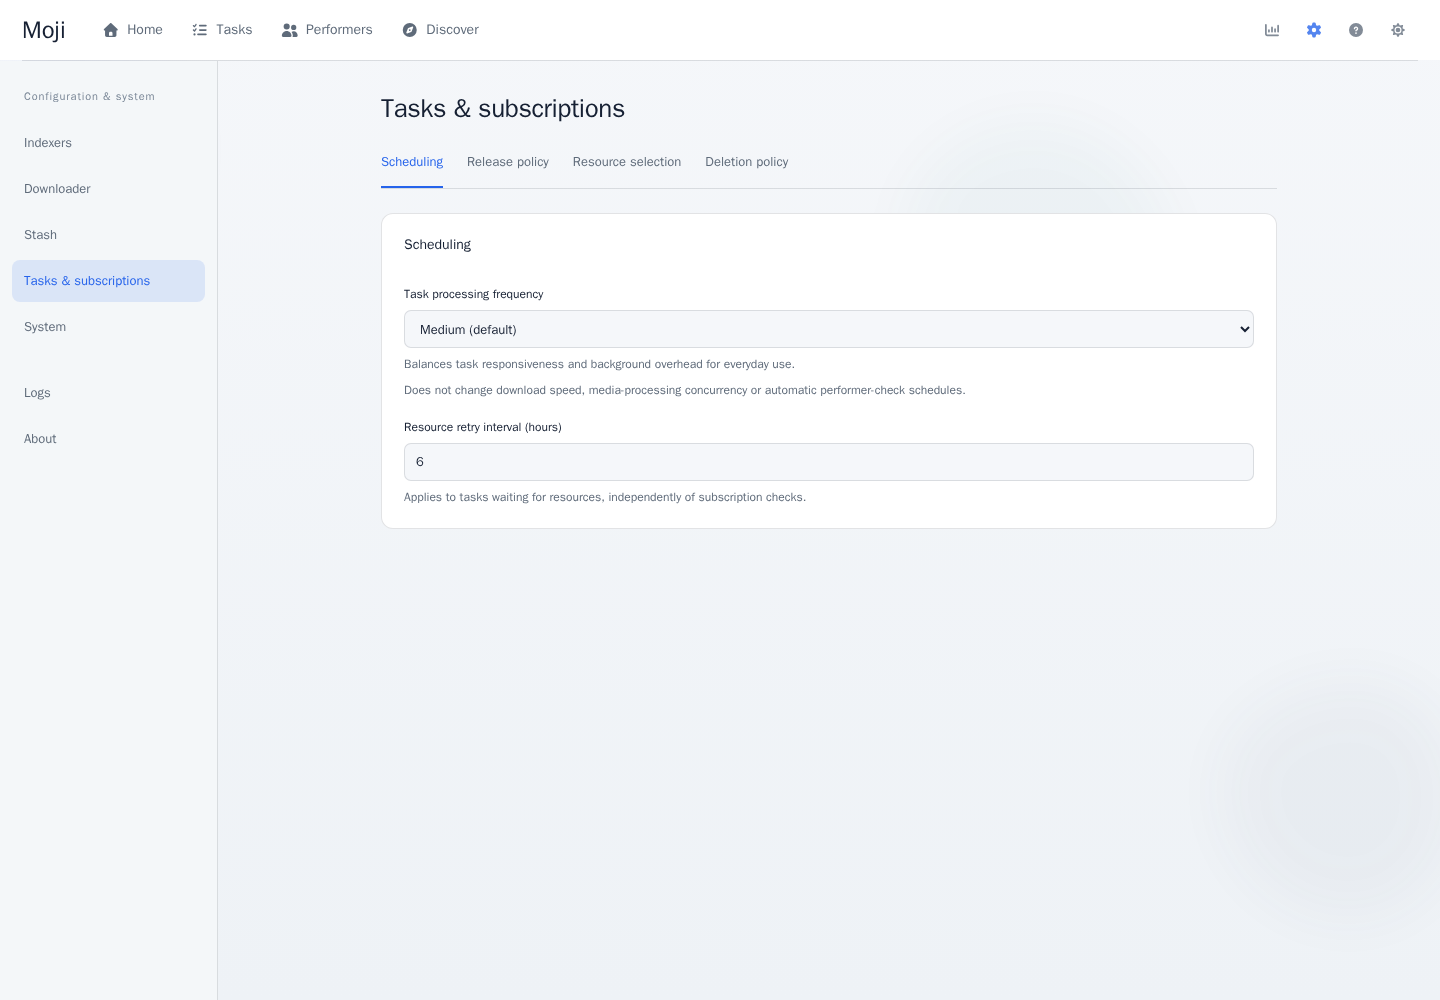 Moji
Home
Tasks
Performers
Discover
Configuration & system
Indexers
Downloader
Stash
Tasks & subscriptions
System
Logs
About
Tasks & subscriptions
Scheduling
Release policy
Resource selection
Deletion policy
Scheduling
Task processing frequency
Medium (default)
Balances task responsiveness and background overhead for everyday use.
Does not change download speed, media-processing concurrency or automatic performer-check schedules.
Resource retry interval (hours)
6
Applies to tasks waiting for resources, independently of subscription checks.